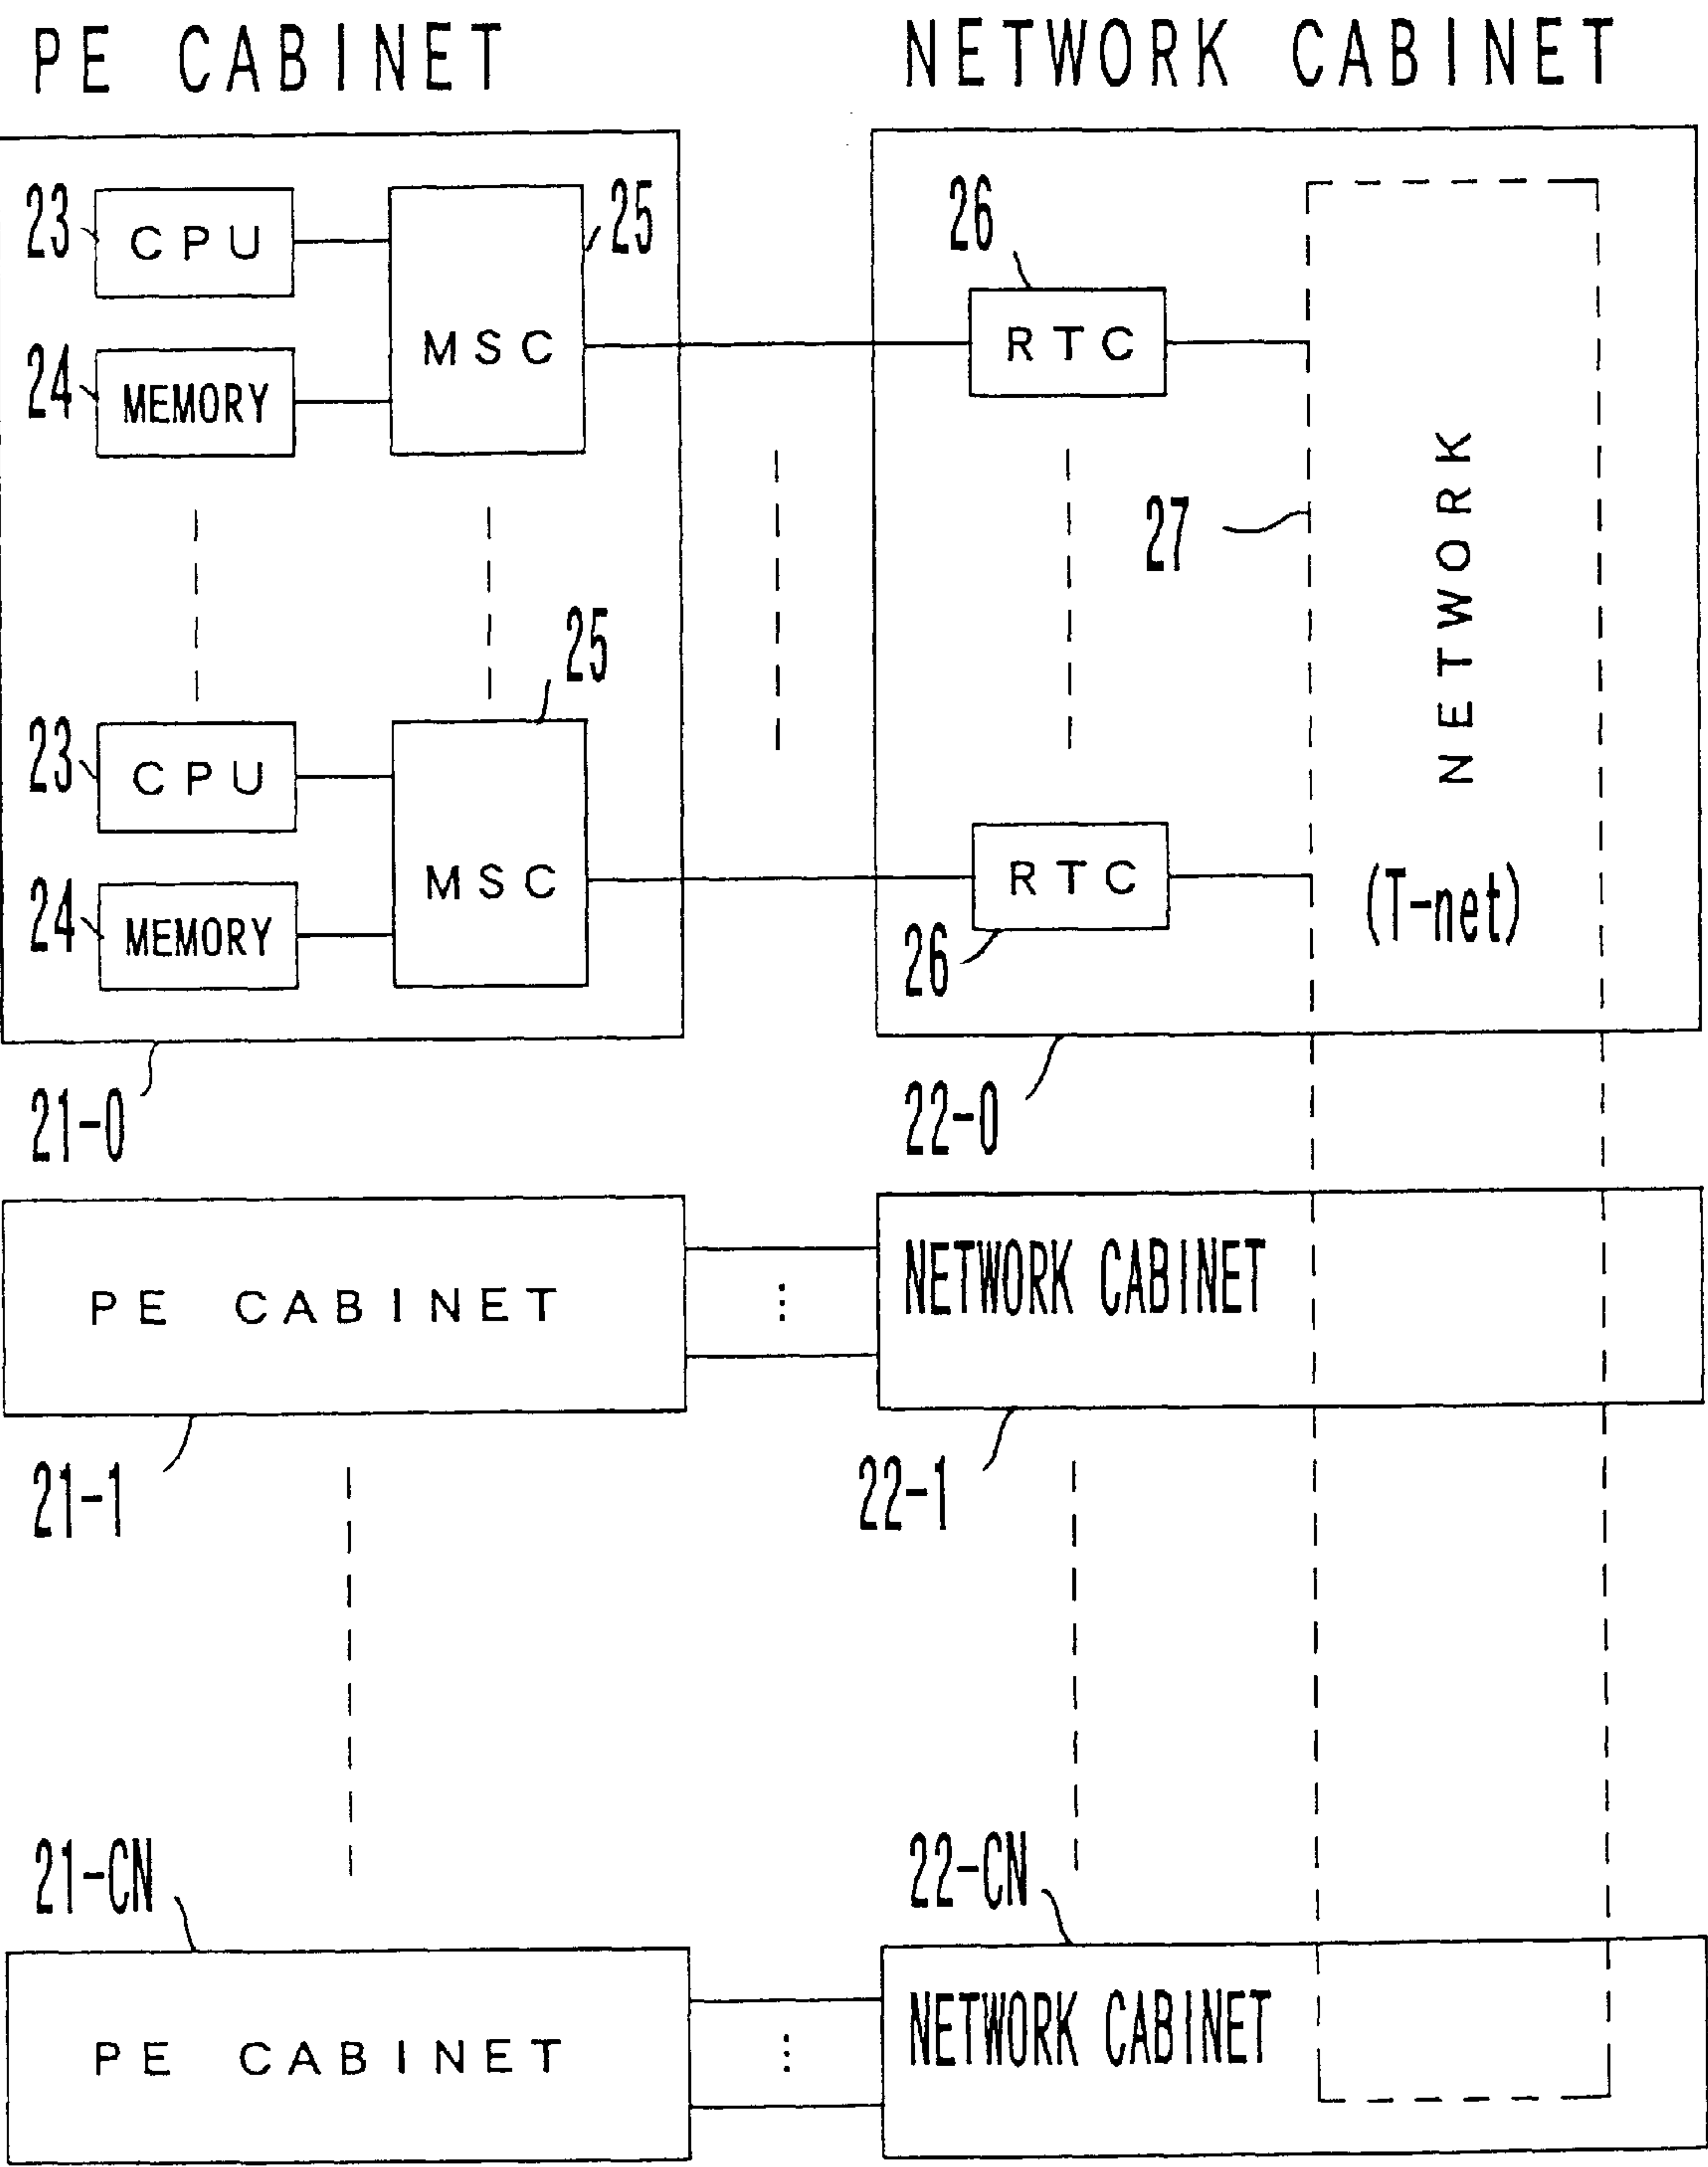 PE CABINET
NETWORK CABINET
23
CPU
25
26
MSC
RTC
24
MEMORY
27
NETWORK
25
23
CPU
MSC
RTC
(T-net)
24
MEMORY
26
21-0
22-0
PE CABINET
NETWORK CABINET
21-1
22-1
21-CN
22-CN
PE CABINET
NETWORK CABINET